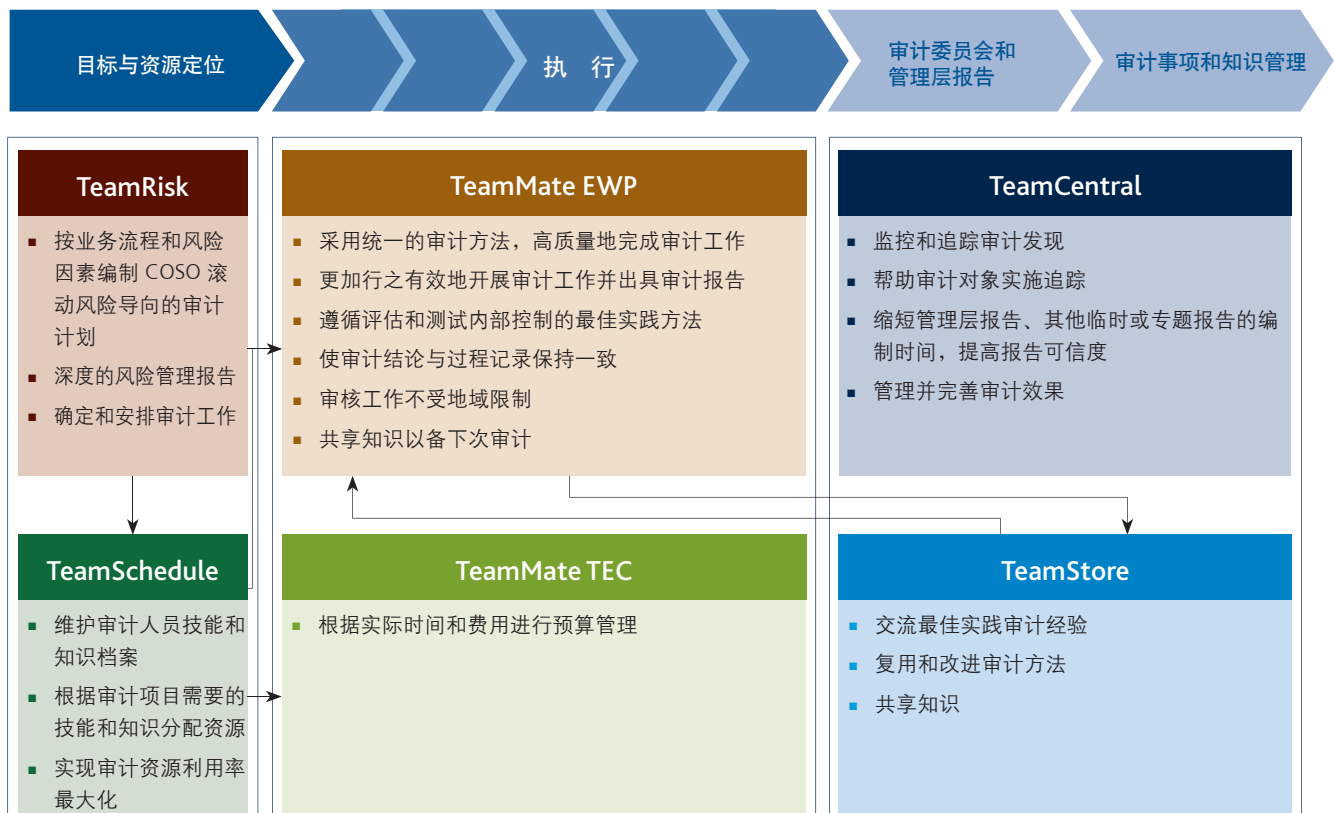 目标与资源定位
执 行
审计委员会和
管理层报告
审计事项和知识管理
TeamRisk
▪ 按业务流程和风险
因素编制 COSO 滚
动风险导向的审计
计划
▪ 深度的风险管理报告
▪ 确定和安排审计工作
TeamMate EWP
▪ 采用统一的审计方法，高质量地完成审计工作
▪ 更加行之有效地开展审计工作并出具审计报告
▪ 遵循评估和测试内部控制的最佳实践方法
▪ 使审计结论与过程记录保持一致
▪ 审核工作不受地域限制
▪ 共享知识以备下次审计
TeamCentral
▪ 监控和追踪审计发现
▪ 帮助审计对象实施追踪
▪ 缩短管理层报告、其他临时或专题报告的编
制时间，提高报告可信度
▪ 管理并完善审计效果
TeamSchedule
▪ 维护审计人员技能和
知识档案
▪ 根据审计项目需要的
技能和知识分配资源
▪ 实现审计资源利用率
最大化
TeamMate TEC
▪ 根据实际时间和费用进行预算管理
TeamStore
▪ 交流最佳实践审计经验
▪ 复用和改进审计方法
▪ 共享知识